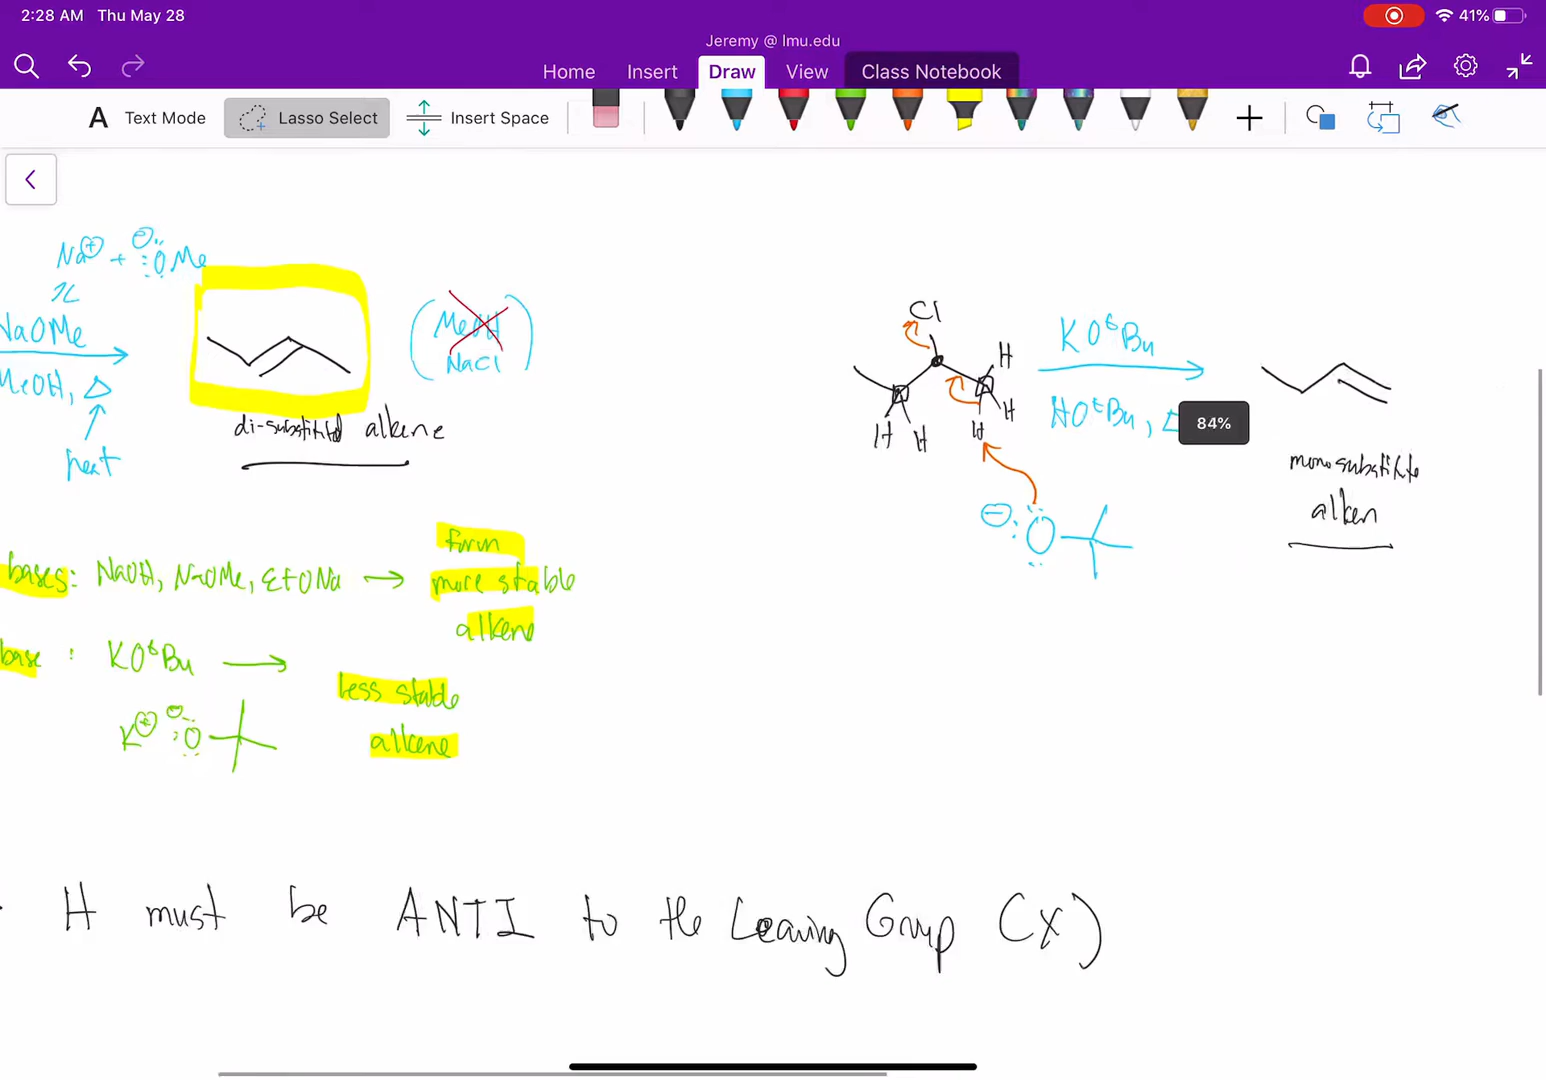 2:28 AM Thu May 28
41%
Jeremy @ lmu.edu
Home Insert Draw View Class Notebook
A Text Mode Lasso Select Insert Space
Na⊕ + ⊖:ÖMe
NaOMe
MeOH, Δ
heat
di-substituted alkene
(MeOH
NaCl)
Cl
H
H
H
H H
KOᵗBu
HOᵗBu, Δ
84%
monosubstitute
alken
⊖ :O
bases: NaOH, NaOMe, EtONa → form
more stable
alkene
base : KOᵗBu → less stable
alkene
K⊕ ⊖ :O
H must be ANTI to the Leaving Group (X)